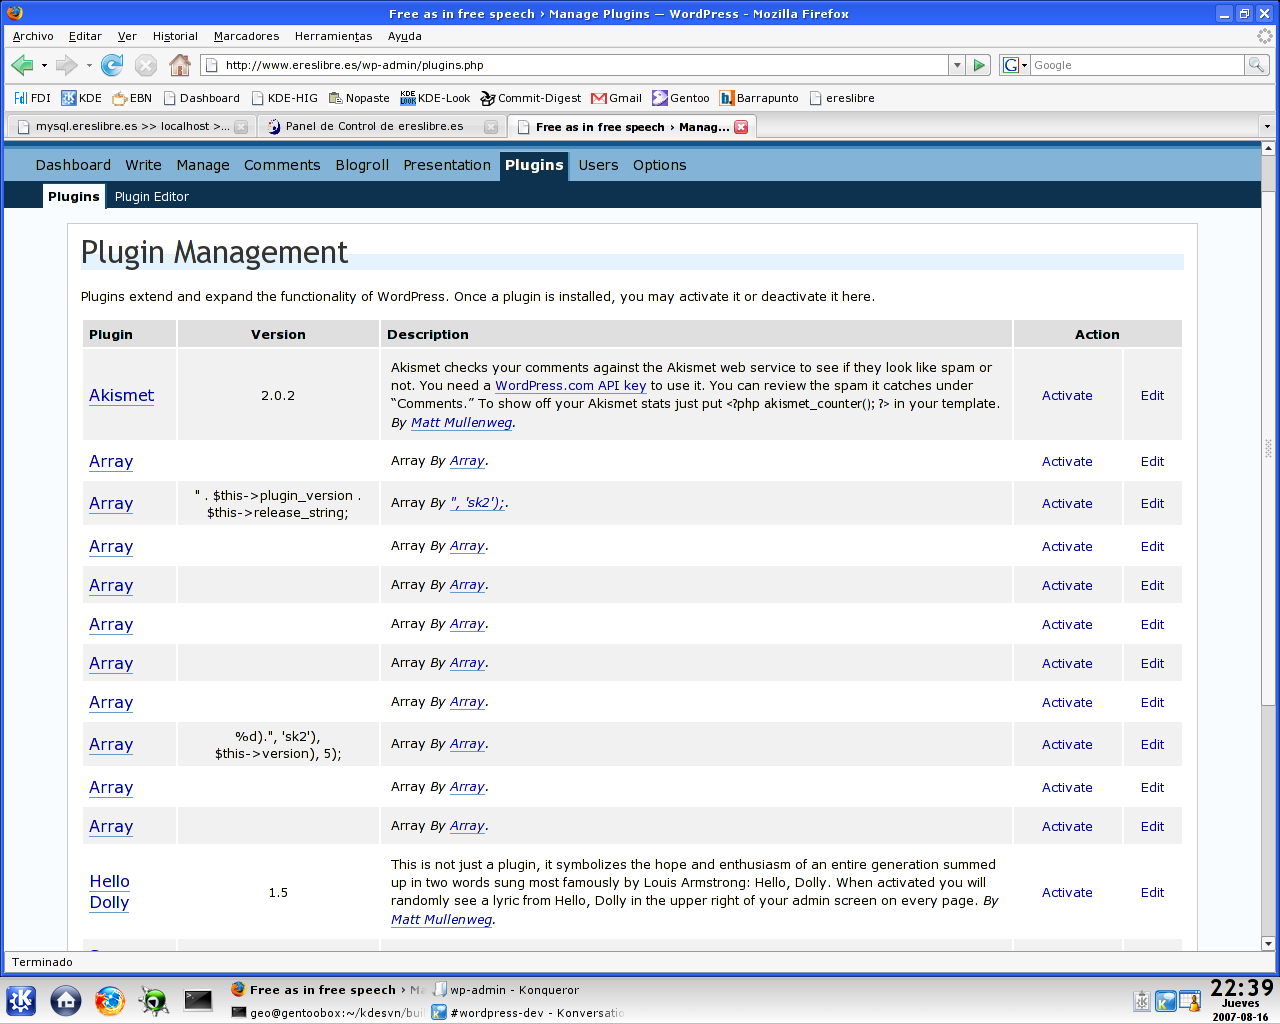 Free as in free speech › Manage Plugins — WordPress - Mozilla Firefox
Archivo Editar Ver Historial Marcadores Herramientas Ayuda
http://www.ereslibre.es/wp-admin/plugins.php
G Google
FDI KDE EBN Dashboard KDE-HIG Nopaste KDE-Look Commit-Digest Gmail Gentoo Barrapunto ereslibre
mysql.ereslibre.es >> localhost >... Panel de Control de ereslibre.es Free as in free speech › Manag...
Dashboard Write Manage Comments Blogroll Presentation Plugins Users Options
Plugins Plugin Editor
Plugin Management
Plugins extend and expand the functionality of WordPress. Once a plugin is installed, you may activate it or deactivate it here.
Plugin Version Description Action
Akismet checks your comments against the Akismet web service to see if they look like spam or
not. You need a WordPress.com API key to use it. You can review the spam it catches under
Akismet 2.0.2 Activate Edit
“Comments.” To show off your Akismet stats just put <?php akismet_counter(); ?> in your template.
By Matt Mullenweg.
Array Array By Array. Activate Edit
" . $this->plugin_version .
Array Array By ", 'sk2');. Activate Edit
$this->release_string;
Array Array By Array. Activate Edit
Array Array By Array. Activate Edit
Array Array By Array. Activate Edit
Array Array By Array. Activate Edit
Array Array By Array. Activate Edit
%d).", 'sk2'),
Array Array By Array. Activate Edit
$this->version), 5);
Array Array By Array. Activate Edit
Array Array By Array. Activate Edit
This is not just a plugin, it symbolizes the hope and enthusiasm of an entire generation summed
Hello up in two words sung most famously by Louis Armstrong: Hello, Dolly. When activated you will
1.5 Activate Edit
Dolly randomly see a lyric from Hello, Dolly in the upper right of your admin screen on every page. By
Matt Mullenweg.
Terminado
Free as in free speech › Ma wp-admin - Konqueror
geo@gentoobox:~/kdesvn/bui #wordpress-dev - Konversatio
22:39
Jueves
2007-08-16